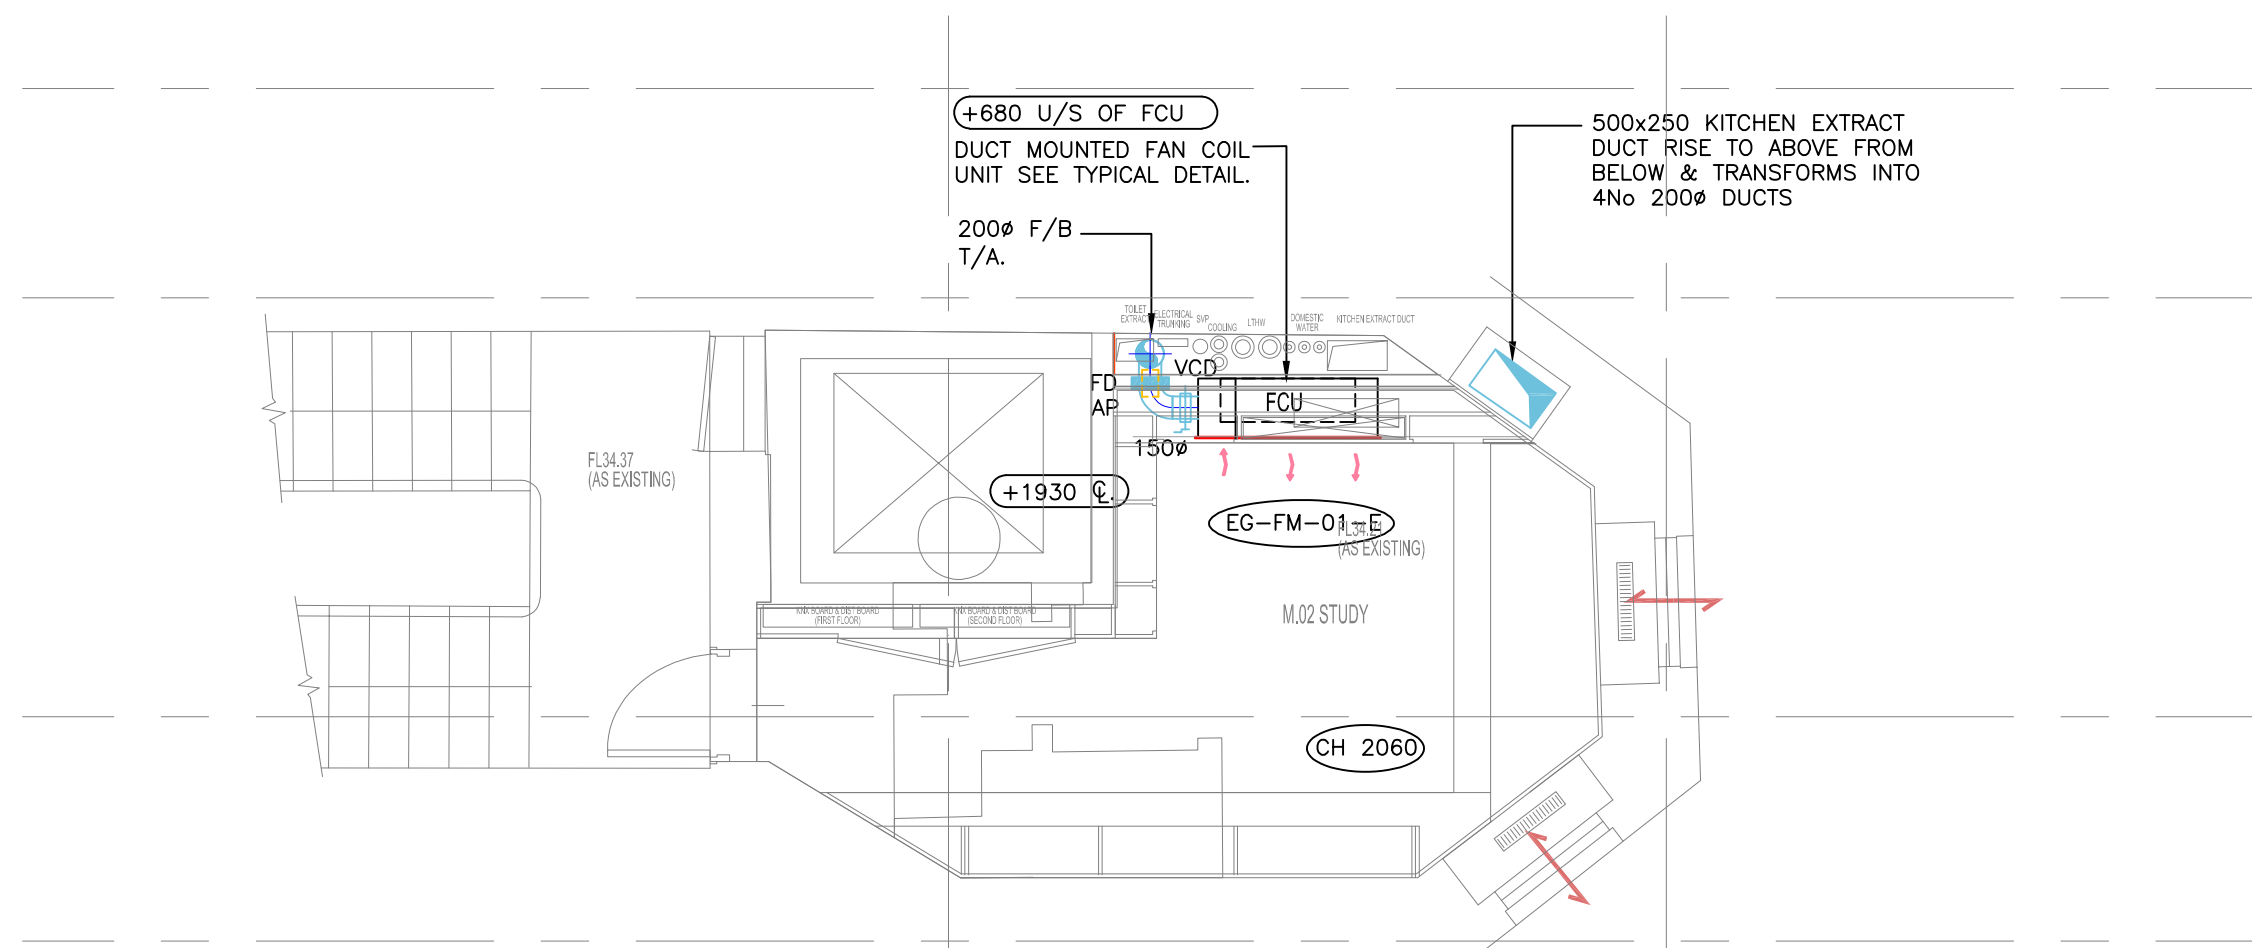 +680 U/S OF FCU
DUCT MOUNTED FAN COIL
UNIT SEE TYPICAL DETAIL.
200ø F/B
T/A.
500x250 KITCHEN EXTRACT
DUCT RISE TO ABOVE FROM
BELOW & TRANSFORMS INTO
4No 200ø DUCTS
TOILET
EXTRACT
ELECTRICAL
TRUNKING
SVP
COOLING
LTHW
DOMESTIC
WATER
KITCHEN EXTRACT DUCT
VCD
FD
AP
FCU
150ø
FL34.37
(AS EXISTING)
+1930 ℄.
EG-FM-01-E
FL34.21
(AS EXISTING)
KNX BOARD & DIST BOARD
(FIRST FLOOR)
KNX BOARD & DIST BOARD
(SECOND FLOOR)
M.02 STUDY
CH 2060